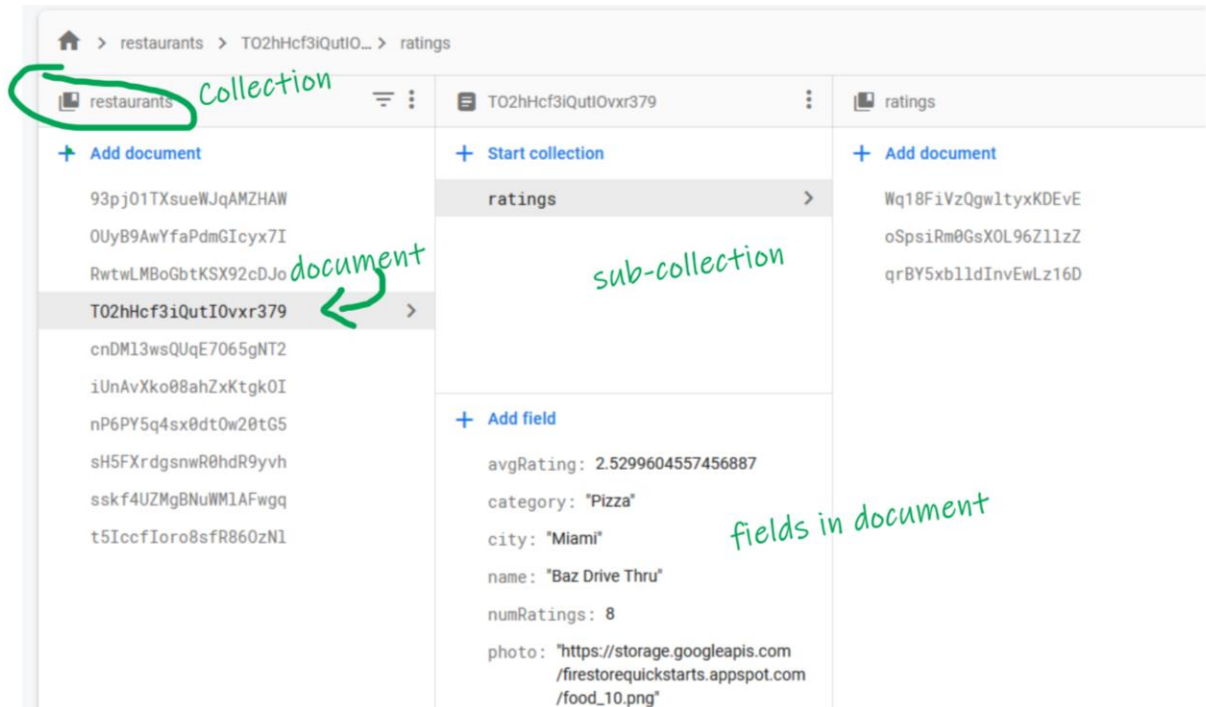 > restaurants > TO2hHcf3iQutIO... > ratings
restaurants
Collection
+ Add document
93pjO1TXsueWJqAMZHAW
OUyB9AwYfaPdmGIcyx7I
RwtwLMBoGbtKSX92cDJo
document
TO2hHcf3iQutIOvxr379 >
cnDMl3wsQUqE7O65gNT2
iUnAvXko08ahZxKtgkOI
nP6PY5q4sx0dtOw20tG5
sH5FXrdgsnwR0hdR9yvh
sskf4UZMgBNuWMlAFwgq
t5IccfIoro8sfR86OzNl
TO2hHcf3iQutIOvxr379
+ Start collection
ratings >
sub-collection
+ Add field
avgRating: 2.5299604557456887
category: "Pizza"
city: "Miami"
fields in document
name: "Baz Drive Thru"
numRatings: 8
photo: "https://storage.googleapis.com
/firestorequickstarts.appspot.com
/food_10.png"
ratings
+ Add document
Wq18FiVzQgwltyxKDEvE
oSpsiRm0GsXOL96ZllzZ
qrBY5xblldInvEwLz16D